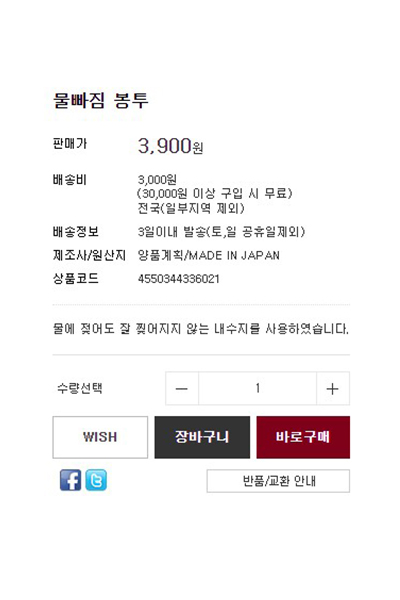 물빠짐 봉투
판매가 3,900원
배송비 3,000원
(30,000원 이상 구입 시 무료)
전국(일부지역 제외)
배송정보 3일이내 발송(토,일 공휴일제외)
제조사/원산지 양품계획/MADE IN JAPAN
상품코드 4550344336021
물에 젖어도 잘 찢어지지 않는 내수지를 사용하였습니다.
수량선택 — 1 +
WISH 장바구니 바로구매
반품/교환 안내